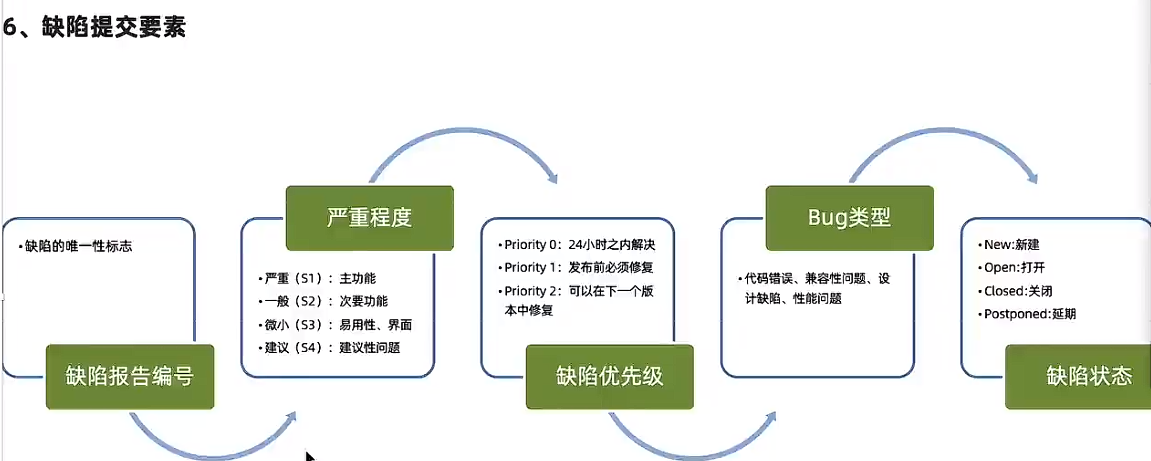 6、缺陷提交要素
•缺陷的唯一性标志
缺陷报告编号
严重程度
•严重（S1）：主功能
•一般（S2）：次要功能
•微小（S3）：易用性、界面
•建议（S4）：建议性问题
•Priority 0：24小时之内解决
•Priority 1：发布前必须修复
•Priority 2：可以在下一个版
本中修复
缺陷优先级
Bug类型
•代码错误、兼容性问题、设
计缺陷、性能问题
•New:新建
•Open:打开
•Closed:关闭
•Postponed:延期
缺陷状态